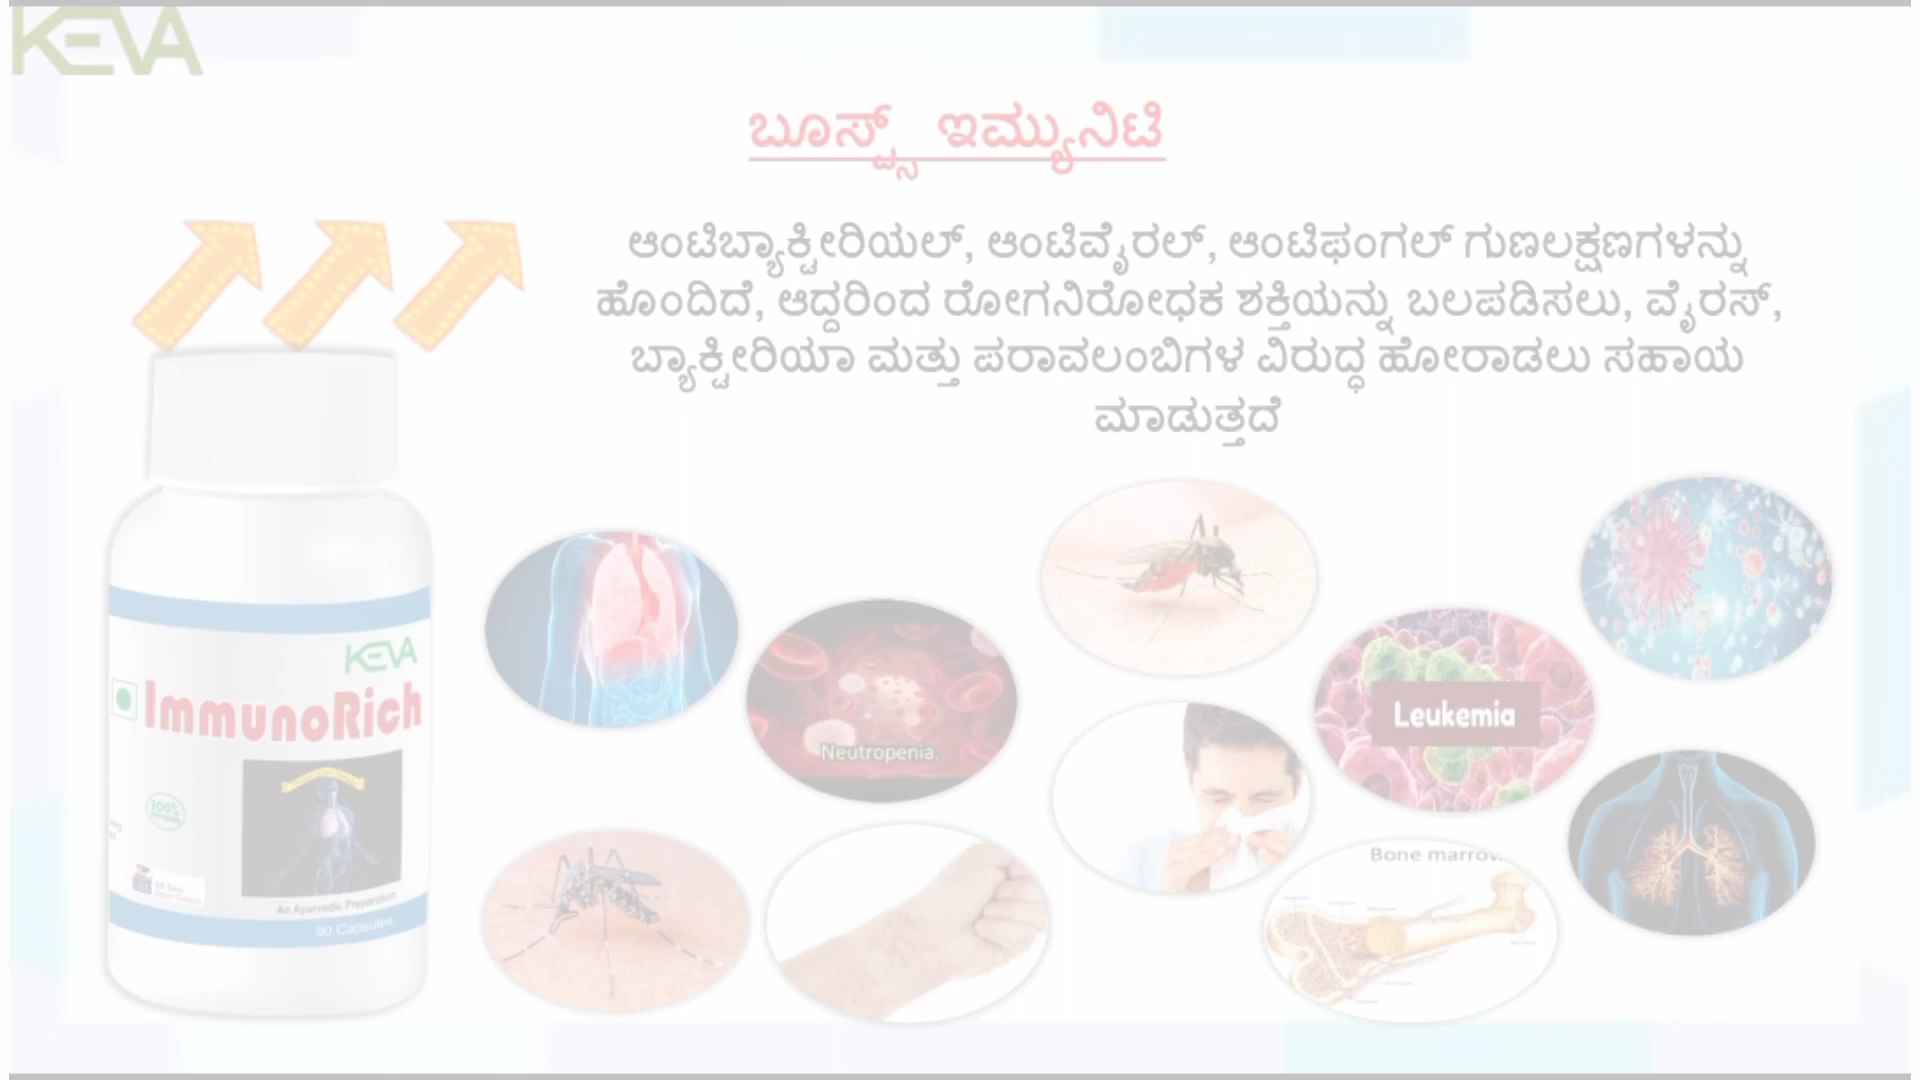 KEVA
ಬೂಸ್ಟ್ಸ್ ಇಮ್ಯುನಿಟಿ
ಆಂಟಿಬ್ಯಾಕ್ಟೀರಿಯಲ್, ಆಂಟಿವೈರಲ್, ಆಂಟಿಫಂಗಲ್ ಗುಣಲಕ್ಷಣಗಳನ್ನು
ಹೊಂದಿದೆ, ಆದ್ದರಿಂದ ರೋಗನಿರೋಧಕ ಶಕ್ತಿಯನ್ನು ಬಲಪಡಿಸಲು, ವೈರಸ್,
ಬ್ಯಾಕ್ಟೀರಿಯಾ ಮತ್ತು ಪರಾವಲಂಬಿಗಳ ವಿರುದ್ಧ ಹೋರಾಡಲು ಸಹಾಯ
ಮಾಡುತ್ತದೆ
KEVA
ImmunoRich
100%
An Ayurvedic Preparation
90 Capsules
Neutropenia.
Leukemia
Bone marrow